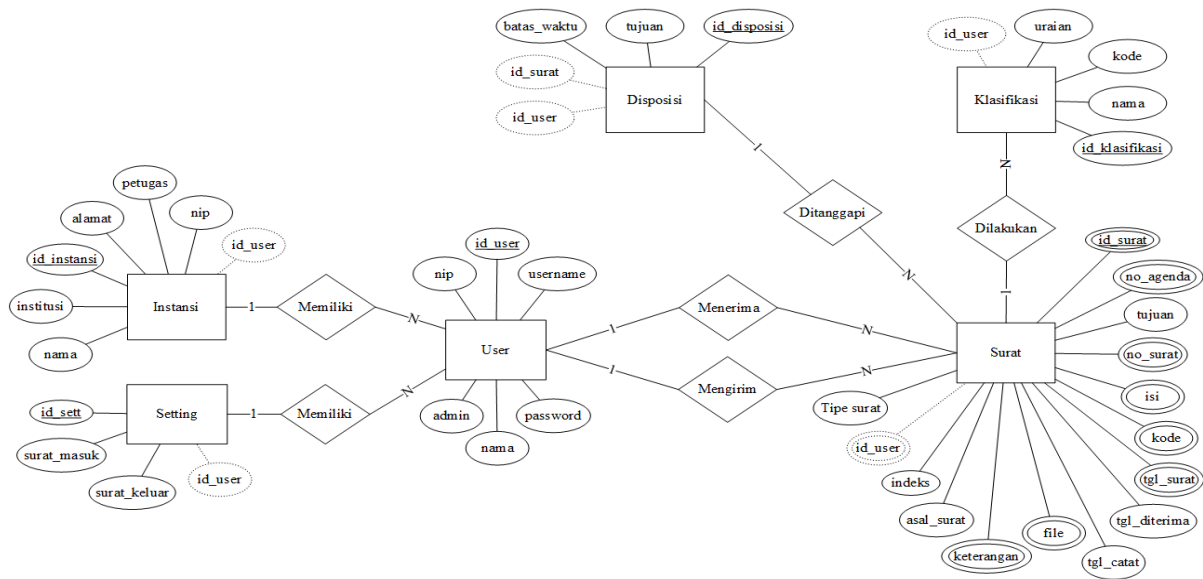 batas_waktu
tujuan
id_disposisi
id_surat
id_user
Disposisi
id_user
uraian
kode
nama
id_klasifikasi
Klasifikasi
1
N
Ditanggapi
Dilakukan
N
1
petugas
alamat
nip
id_instansi
id_user
institusi
nama
Instansi
1
Memiliki
N
id_user
nip
username
User
admin
password
nama
id_sett
surat_masuk
surat_keluar
id_user
Setting
1
Memiliki
N
1
Menerima
N
1
Mengirim
N
id_surat
no_agenda
tujuan
no_surat
isi
kode
tgl_surat
tgl_diterima
tgl_catat
file
keterangan
asal_surat
indeks
id_user
Tipe surat
Surat